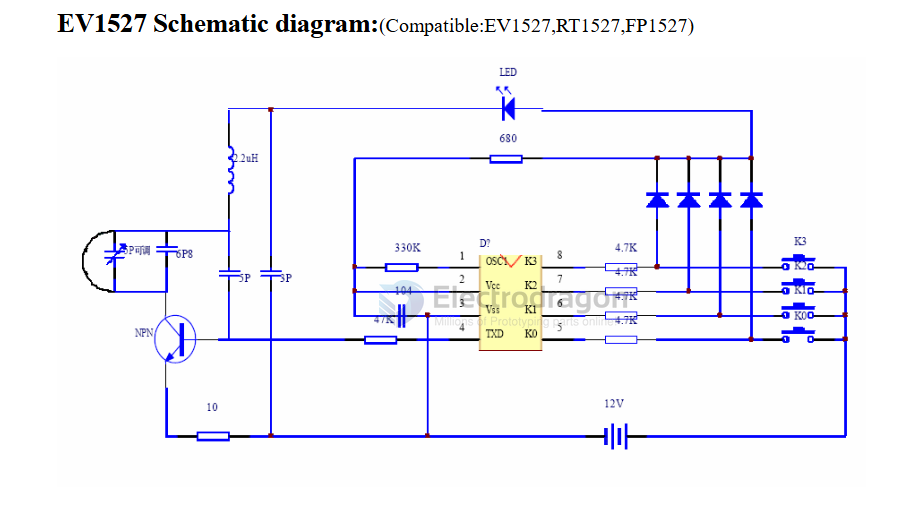 EV1527 Schematic diagram:(Compatible:EV1527,RT1527,FP1527)
LED
680
2.2uH
5P可调
6P8
5P
3P
NPN
10
330K
104
47K
D?
1 OSC1 K3 8
2 Vcc K2 7
3 Vss K1 6
4 TXD K0 5
Electrodragon
Millions of Prototyping parts online
4.7K
4.7K
4.7K
4.7K
K3
K2
K1
K0
12V